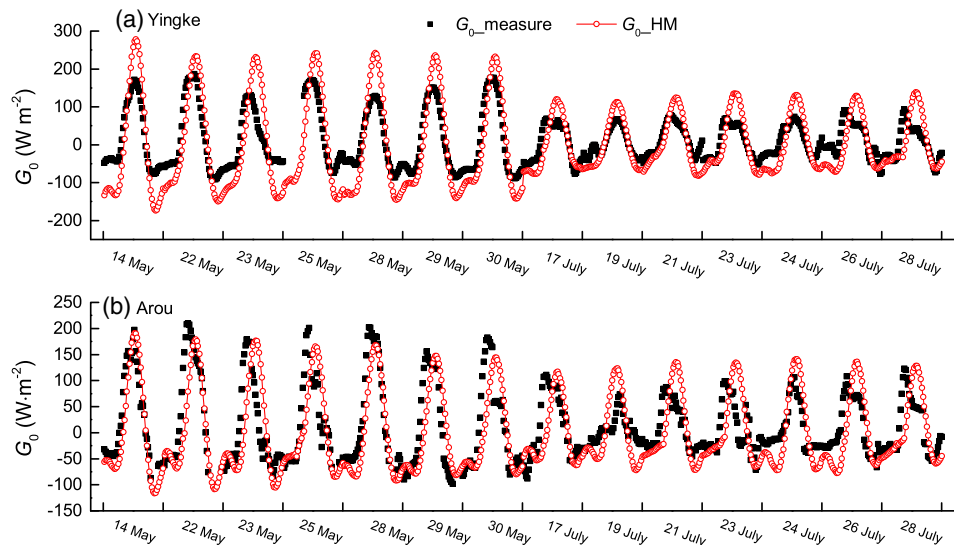 (a) Yingke
G₀_measure
G₀_HM
G₀ (W m⁻²)
300
200
100
0
-100
-200
14 May
22 May
23 May
25 May
28 May
29 May
30 May
17 July
19 July
21 July
23 July
24 July
26 July
28 July
(b) Arou
G₀ (W·m⁻²)
250
200
150
100
50
0
-50
-100
-150
14 May
22 May
23 May
25 May
28 May
29 May
30 May
17 July
19 July
21 July
23 July
24 July
26 July
28 July